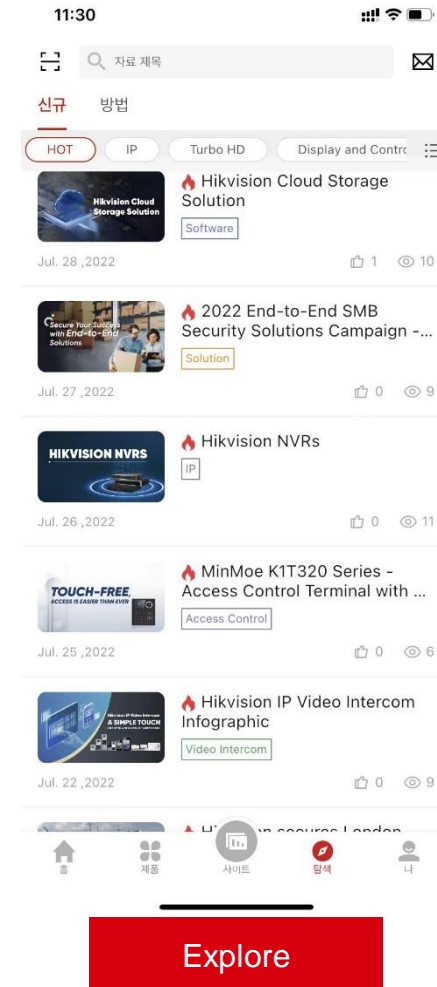 11:30
자료 제목
신규 방법
HOT IP Turbo HD Display and Contro
Hikvision Cloud
Storage Solution
Hikvision Cloud Storage
Solution
Software
Jul. 28 ,2022 1 10
Secure Your Success
with End-to-End
Solutions
2022 End-to-End SMB
Security Solutions Campaign -...
Solution
Jul. 27 ,2022 0 9
HIKVISION NVRS
Hikvision NVRs
IP
Jul. 26 ,2022 0 11
TOUCH-FREE,
ACCESS IS EASIER THAN EVER
MinMoe K1T320 Series -
Access Control Terminal with ...
Access Control
Jul. 25 ,2022 0 6
Hikvision IP Video Intercom
A SIMPLE TOUCH
Hikvision IP Video Intercom
Infographic
Video Intercom
Jul. 22 ,2022 0 9
secures London
홈 제품 사이트 탐색 나
Explore